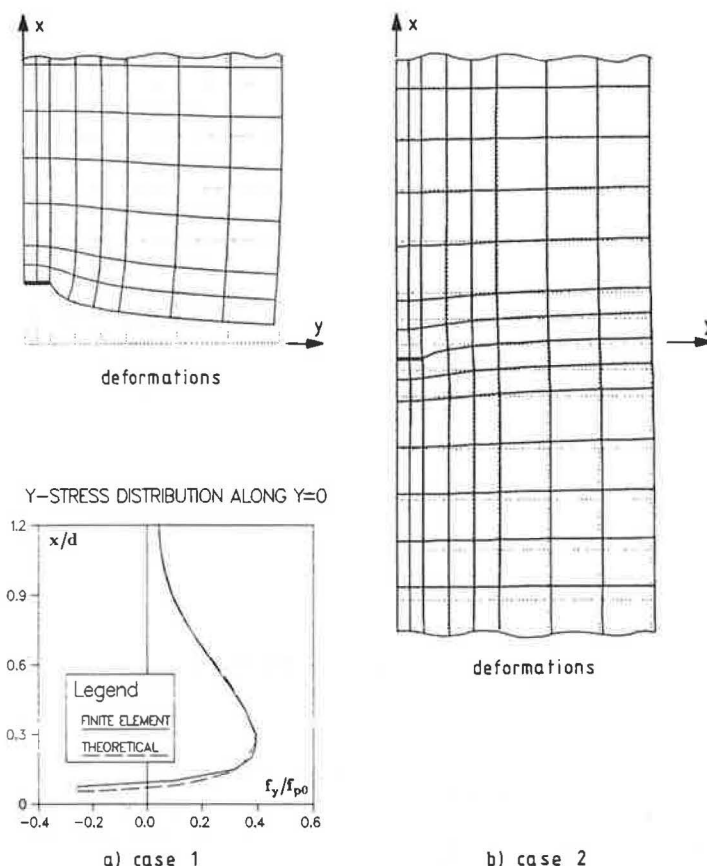 x
y
deformations
Y-STRESS DISTRIBUTION ALONG Y=0
1.2
x/d
0.9
0.6
Legend
FINITE ELEMENT
THEORETICAL
0.3
f_y/f_p0
0
-0.4
-0.2
0.0
0.2
0.4
0.6
a) case 1
x
y
deformations
b) case 2